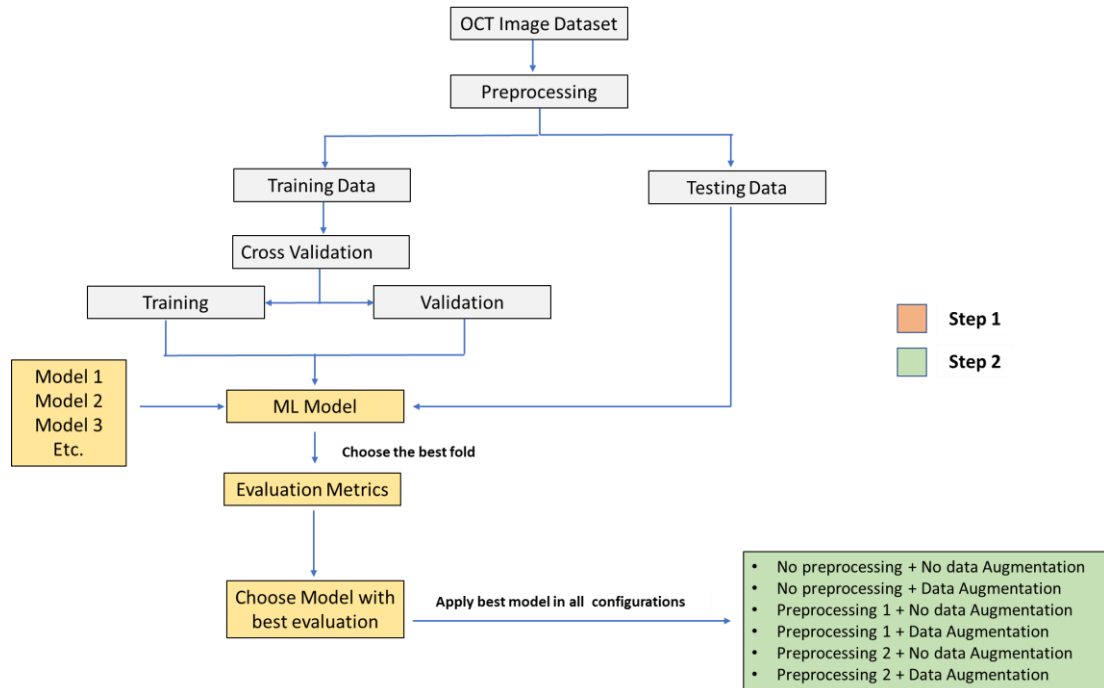 OCT Image Dataset
Preprocessing
Training Data
Testing Data
Cross Validation
Training
Validation
Step 1
Step 2
Model 1
Model 2
Model 3
Etc.
ML Model
Choose the best fold
Evaluation Metrics
Choose Model with
best evaluation
Apply best model in all configurations
• No preprocessing + No data Augmentation
• No preprocessing + Data Augmentation
• Preprocessing 1 + No data Augmentation
• Preprocessing 1 + Data Augmentation
• Preprocessing 2 + No data Augmentation
• Preprocessing 2 + Data Augmentation